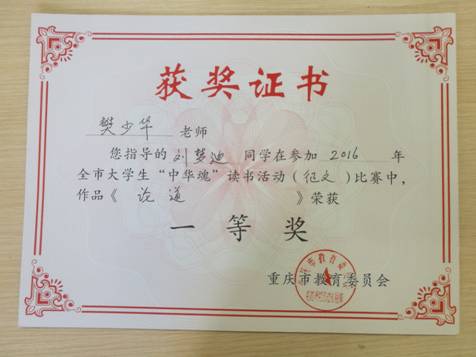 获奖证书
樊少华 老师
您指导的 刘梦迪 同学在参加 2016 年
全市大学生“中华魂”读书活动(征文)比赛中,
作品《 论道 》荣获
一等奖
重庆市教育委员会